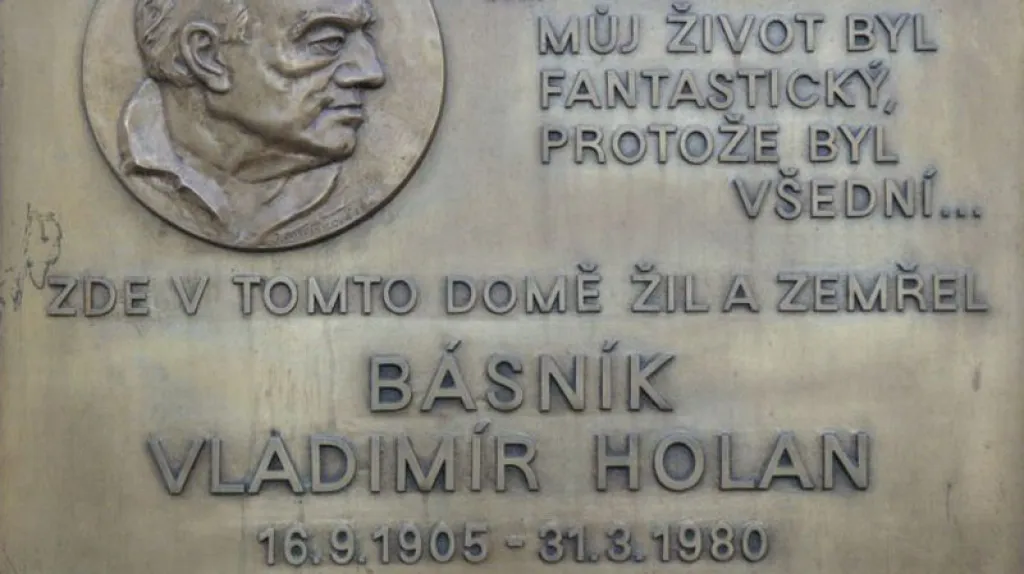 MŮJ ŽIVOT BYL
FANTASTICKÝ,
PROTOŽE BYL
VŠEDNÍ...
ZDE V TOMTO DOMĚ ŽIL A ZEMŘEL
BÁSNÍK
VLADIMÍR HOLAN
16.9.1905 - 31.3.1980